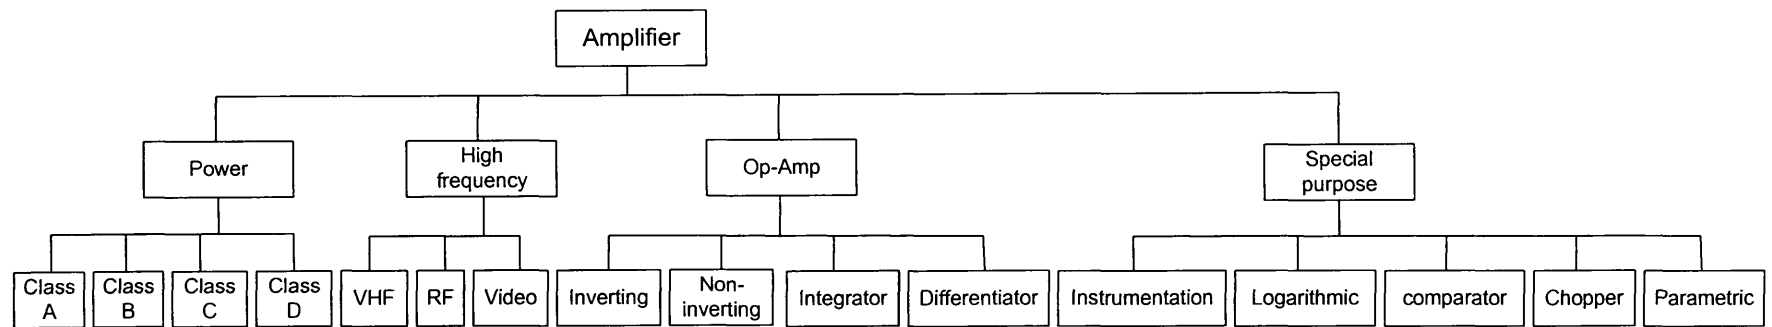 Amplifier
Power
High
frequency
Op-Amp
Special
purpose
Class
A
Class
B
Class
C
Class
D
VHF
RF
Video
Inverting
Non-
inverting
Integrator
Differentiator
Instrumentation
Logarithmic
comparator
Chopper
Parametric